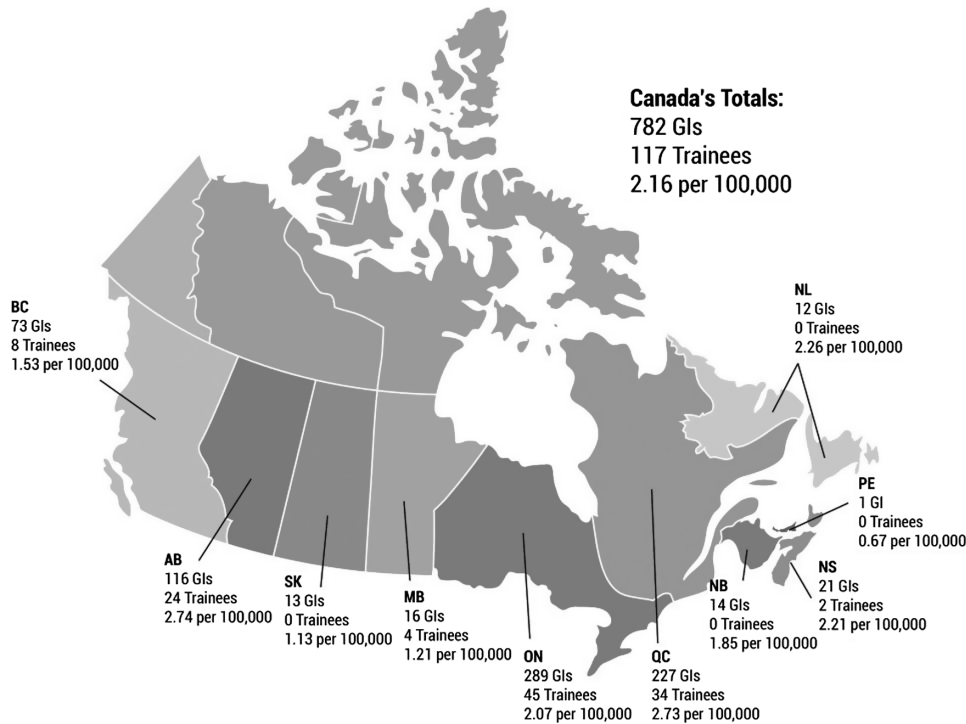 Canada's Totals:
782 GIs
117 Trainees
2.16 per 100,000
BC
73 GIs
8 Trainees
1.53 per 100,000
NL
12 GIs
0 Trainees
2.26 per 100,000
PE
1 GI
0 Trainees
0.67 per 100,000
AB
116 GIs
24 Trainees
2.74 per 100,000
SK
13 GIs
0 Trainees
1.13 per 100,000
MB
16 GIs
4 Trainees
1.21 per 100,000
ON
289 GIs
45 Trainees
2.07 per 100,000
QC
227 GIs
34 Trainees
2.73 per 100,000
NB
14 GIs
0 Trainees
1.85 per 100,000
NS
21 GIs
2 Trainees
2.21 per 100,000